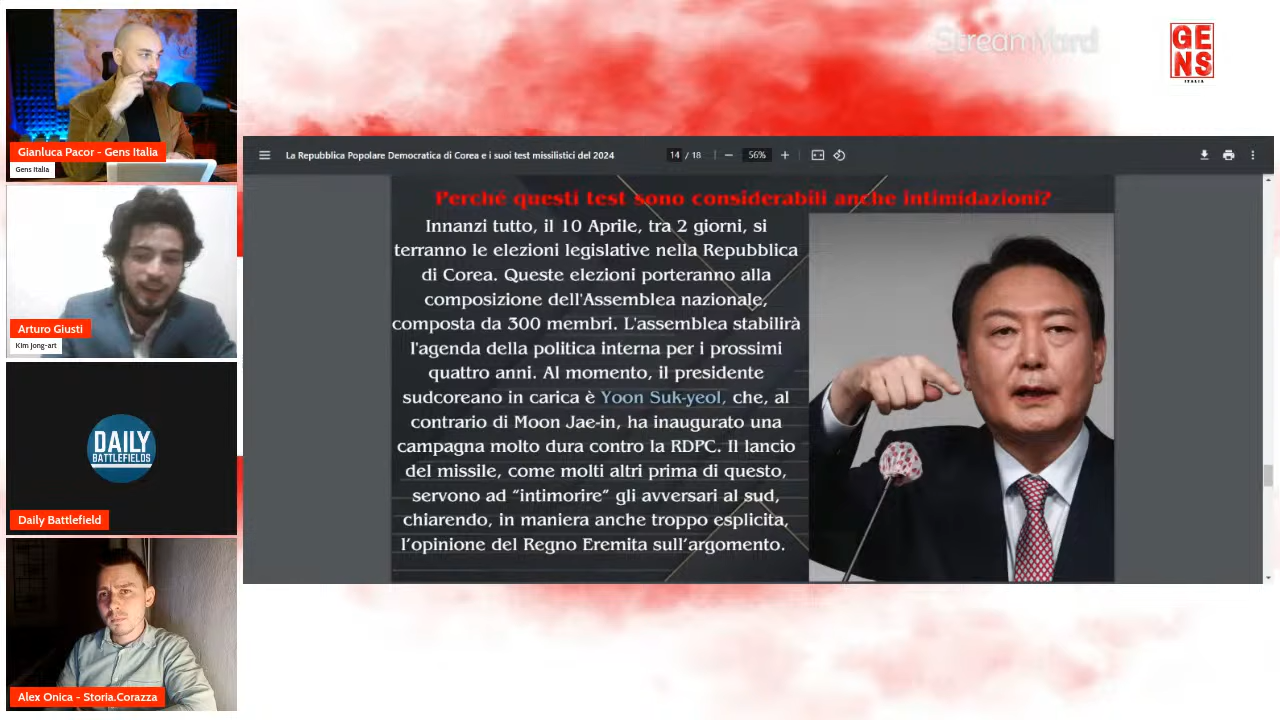 StreamYard
GE
NS
ITALIA
Gianluca Pacor - Gens Italia
Gens Italia
Arturo Giusti
Kim jong-art
DAILY
BATTLEFIELDS
Daily Battlefield
Alex Onica - Storia.Corazza
La Repubblica Popolare Democratica di Corea e i suoi test missilistici del 2024
14 / 18
56%
Perché questi test sono considerabili anche intimidazioni?
Innanzi tutto, il 10 Aprile, tra 2 giorni, si
terranno le elezioni legislative nella Repubblica
di Corea. Queste elezioni porteranno alla
composizione dell'Assemblea nazionale,
composta da 300 membri. L'assemblea stabilirà
l'agenda della politica interna per i prossimi
quattro anni. Al momento, il presidente
sudcoreano in carica è Yoon Suk-yeol, che, al
contrario di Moon Jae-in, ha inaugurato una
campagna molto dura contro la RDPC. Il lancio
del missile, come molti altri prima di questo,
servono ad “intimorire” gli avversari al sud,
chiarendo, in maniera anche troppo esplicita,
l’opinione del Regno Eremita sull’argomento.